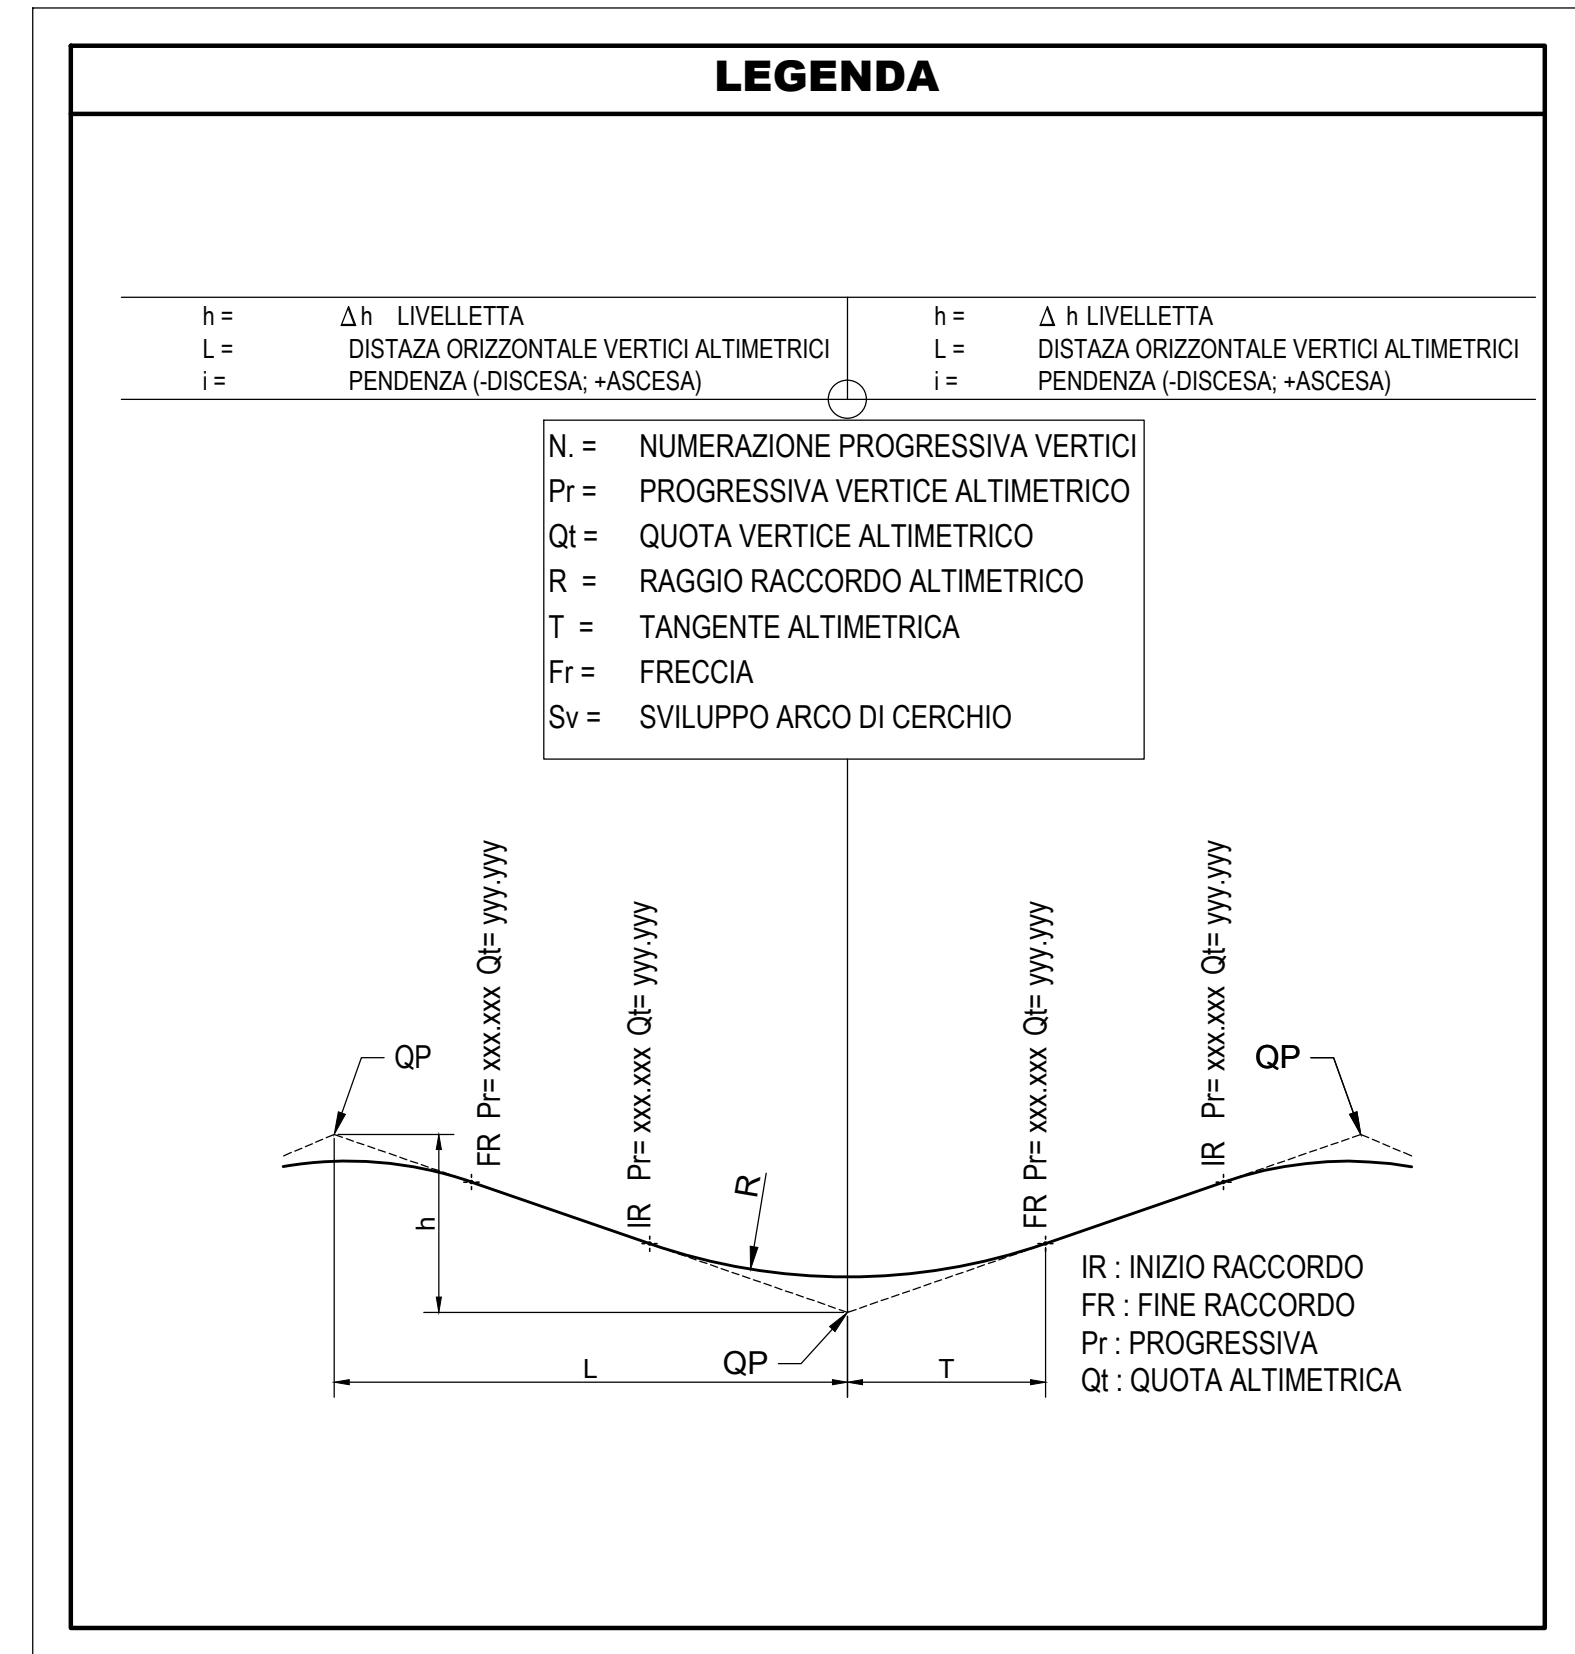 LEGENDA
h = Δ h LIVELLETTA
L = DISTAZA ORIZZONTALE VERTICI ALTIMETRICI
i = PENDENZA (-DISCESA; +ASCESA)
h = Δ h LIVELLETTA
L = DISTAZA ORIZZONTALE VERTICI ALTIMETRICI
i = PENDENZA (-DISCESA; +ASCESA)
N. = NUMERAZIONE PROGRESSIVA VERTICI
Pr = PROGRESSIVA VERTICE ALTIMETRICO
Qt = QUOTA VERTICE ALTIMETRICO
R = RAGGIO RACCORDO ALTIMETRICO
T = TANGENTE ALTIMETRICA
Fr = FRECCIA
Sv = SVILUPPO ARCO DI CERCHIO
QP
FR Pr= xxx.xxx Qt= yyy.yyy
IR Pr= xxx.xxx Qt= yyy.yyy
FR Pr= xxx.xxx Qt= yyy.yyy
IR Pr= xxx.xxx Qt= yyy.yyy
QP
h
R
QP
L
T
IR : INIZIO RACCORDO
FR : FINE RACCORDO
Pr : PROGRESSIVA
Qt : QUOTA ALTIMETRICA